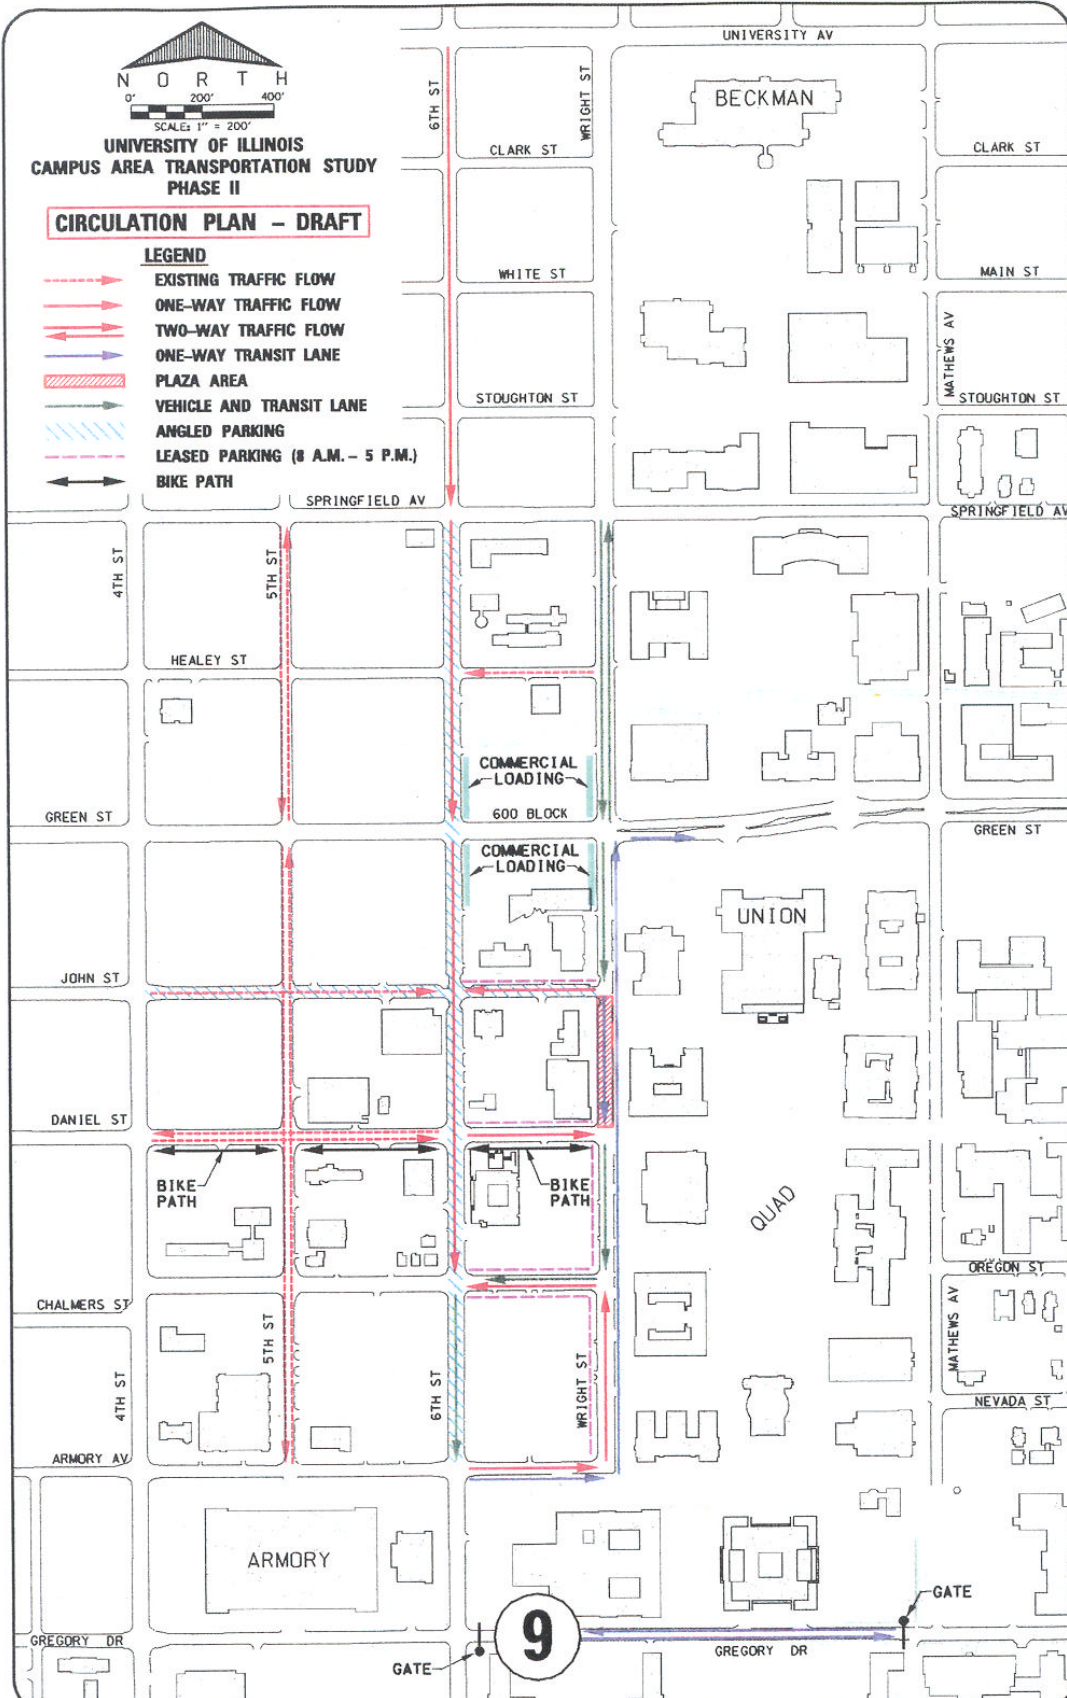 UNIVERSITY AV
6TH ST
WRIGHT ST
BECKMAN
NORTH
0' 200' 400'
SCALE: 1" = 200'
UNIVERSITY OF ILLINOIS
CAMPUS AREA TRANSPORTATION STUDY
PHASE II
CIRCULATION PLAN - DRAFT
LEGEND
EXISTING TRAFFIC FLOW
ONE-WAY TRAFFIC FLOW
TWO-WAY TRAFFIC FLOW
ONE-WAY TRANSIT LANE
PLAZA AREA
VEHICLE AND TRANSIT LANE
ANGLED PARKING
LEASED PARKING (8 A.M. - 5 P.M.)
BIKE PATH
CLARK ST
CLARK ST
WHITE ST
MAIN ST
MATHEWS AV
STOUGHTON ST
STOUGHTON ST
SPRINGFIELD AV
SPRINGFIELD AV
4TH ST
5TH ST
HEALEY ST
COMMERCIAL
LOADING
600 BLOCK
GREEN ST
GREEN ST
COMMERCIAL
LOADING
UNION
JOHN ST
DANIEL ST
BIKE
PATH
BIKE
PATH
QUAD
OREGON ST
CHALMERS ST
MATHEWS AV
5TH ST
4TH ST
6TH ST
WRIGHT ST
NEVADA ST
ARMORY AV
ARMORY
GATE
9
GREGORY DR
GREGORY DR
GATE